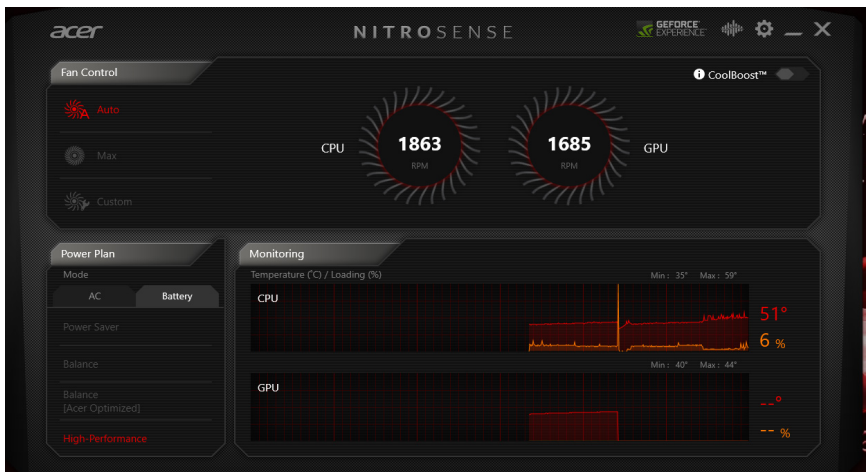 acer
NITROSENSE
GEFORCE
EXPERIENCE
Fan Control
CoolBoost™
Auto
Max
Custom
CPU
1863
RPM
1685
RPM
GPU
Power Plan
Mode
AC
Battery
Power Saver
Balance
Balance
[Acer Optimized]
High-Performance
Monitoring
Temperature (°C) / Loading (%)
Min : 35° Max : 59°
CPU
51°
6 %
Min : 40° Max : 44°
GPU
--°
-- %